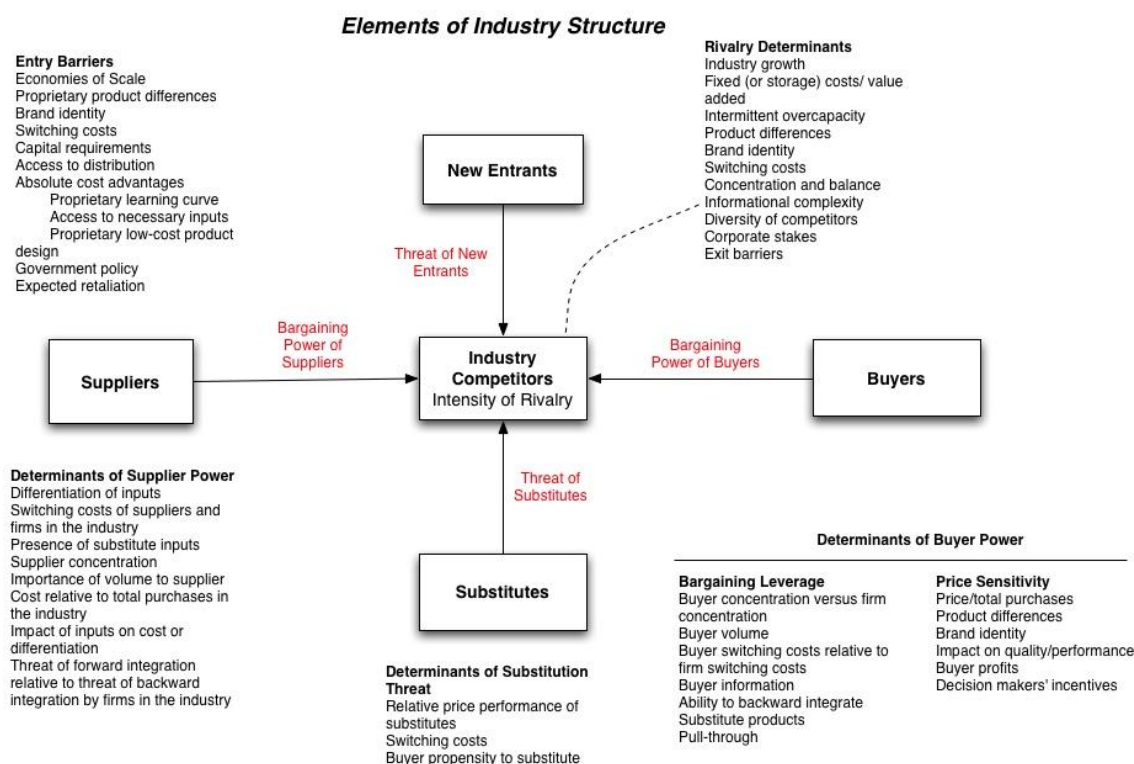 Elements of Industry Structure
Entry Barriers
Economies of Scale
Proprietary product differences
Brand identity
Switching costs
Capital requirements
Access to distribution
Absolute cost advantages
Proprietary learning curve
Access to necessary inputs
Proprietary low-cost product
design
Government policy
Expected retaliation
Rivalry Determinants
Industry growth
Fixed (or storage) costs/ value
added
Intermittent overcapacity
Product differences
Brand identity
Switching costs
Concentration and balance
Informational complexity
Diversity of competitors
Corporate stakes
Exit barriers
New Entrants
Threat of New
Entrants
Suppliers
Bargaining
Power of
Suppliers
Industry
Competitors
Intensity of Rivalry
Bargaining
Power of Buyers
Buyers
Threat of
Substitutes
Substitutes
Determinants of Supplier Power
Differentiation of inputs
Switching costs of suppliers and
firms in the industry
Presence of substitute inputs
Supplier concentration
Importance of volume to supplier
Cost relative to total purchases in
the industry
Impact of inputs on cost or
differentiation
Threat of forward integration
relative to threat of backward
integration by firms in the industry
Determinants of Substitution
Threat
Relative price performance of
substitutes
Switching costs
Buyer propensity to substitute
Determinants of Buyer Power
Bargaining Leverage
Buyer concentration versus firm
concentration
Buyer volume
Buyer switching costs relative to
firm switching costs
Buyer information
Ability to backward integrate
Substitute products
Pull-through
Price Sensitivity
Price/total purchases
Product differences
Brand identity
Impact on quality/performance
Buyer profits
Decision makers' incentives